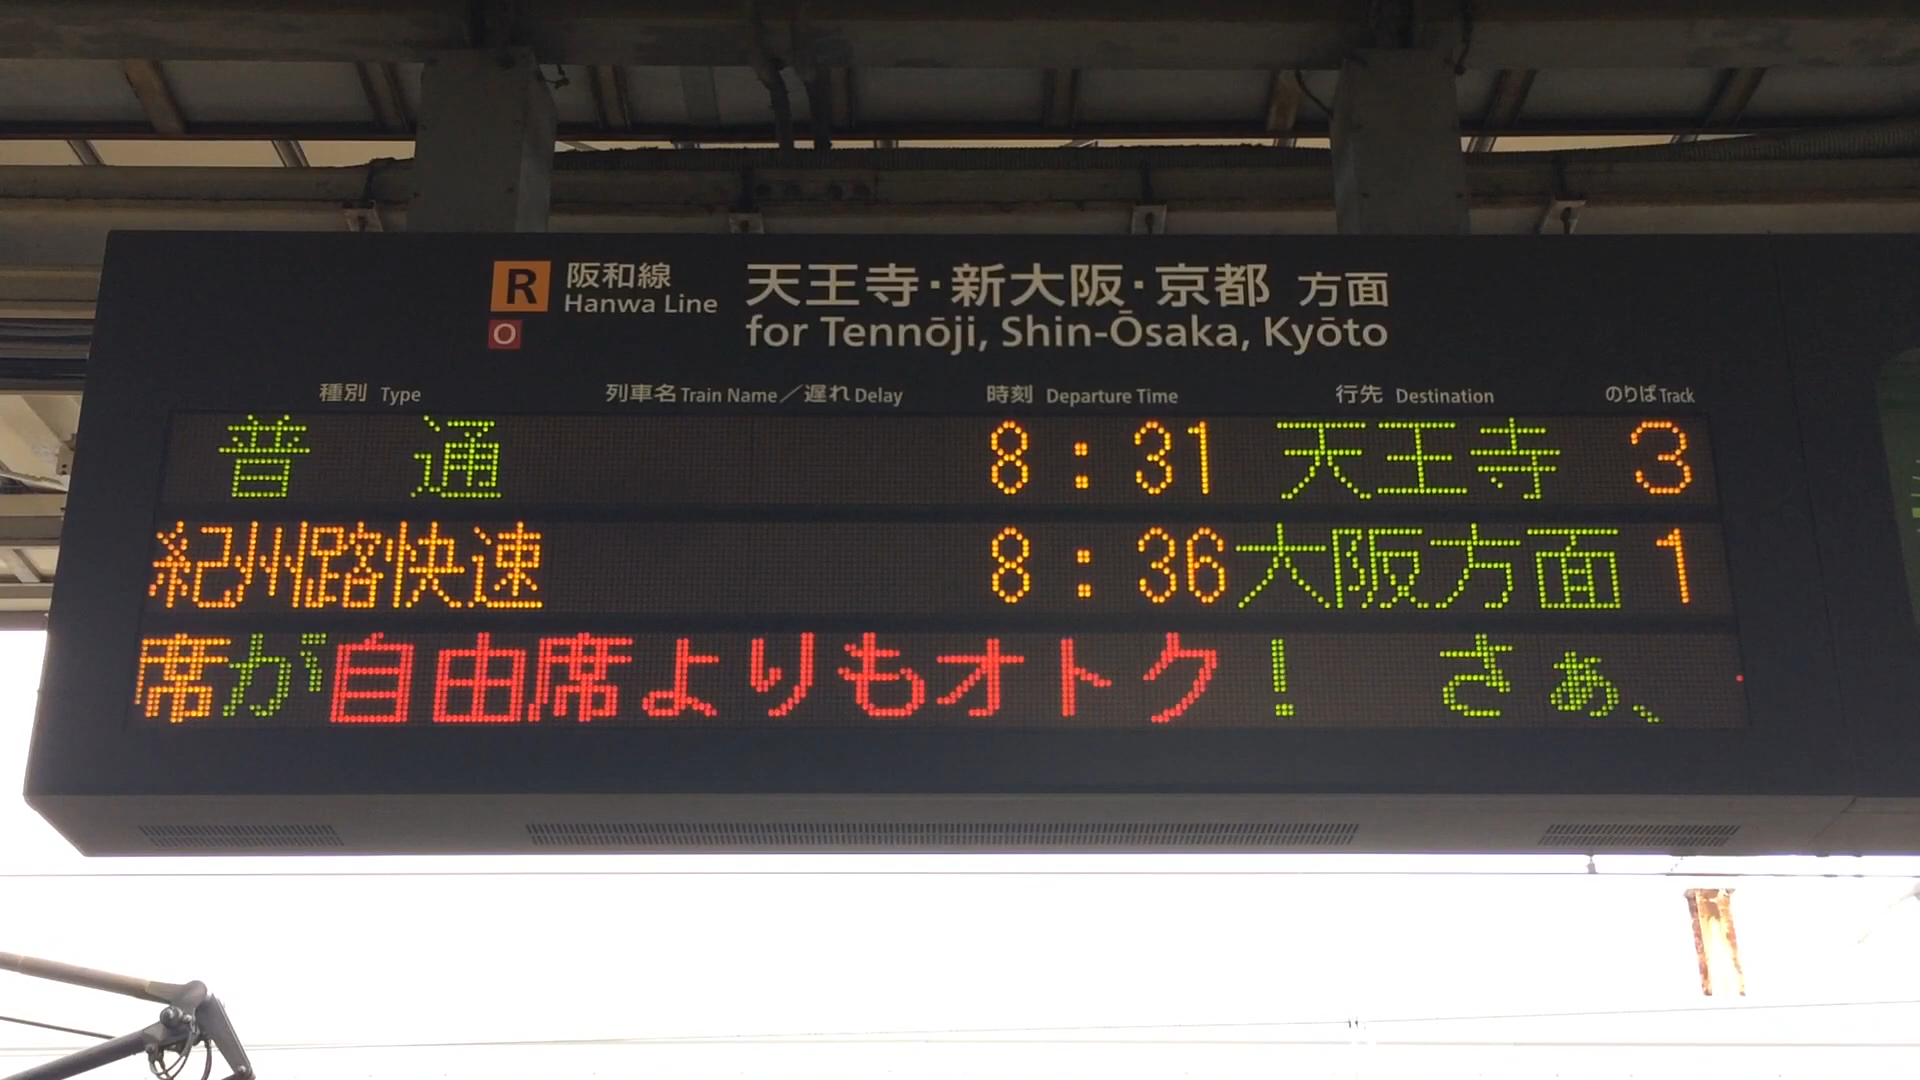 R 阪和線 天王寺・新大阪・京都 方面
O Hanwa Line for Tennōji, Shin-Ōsaka, Kyōto
種別 Type 列車名 Train Name／遅れ Delay 時刻 Departure Time 行先 Destination のりば Track
普通 8:31 天王寺 3
紀州路快速 8:36 大阪方面 1
席が自由席よりもオトク！ さぁ、